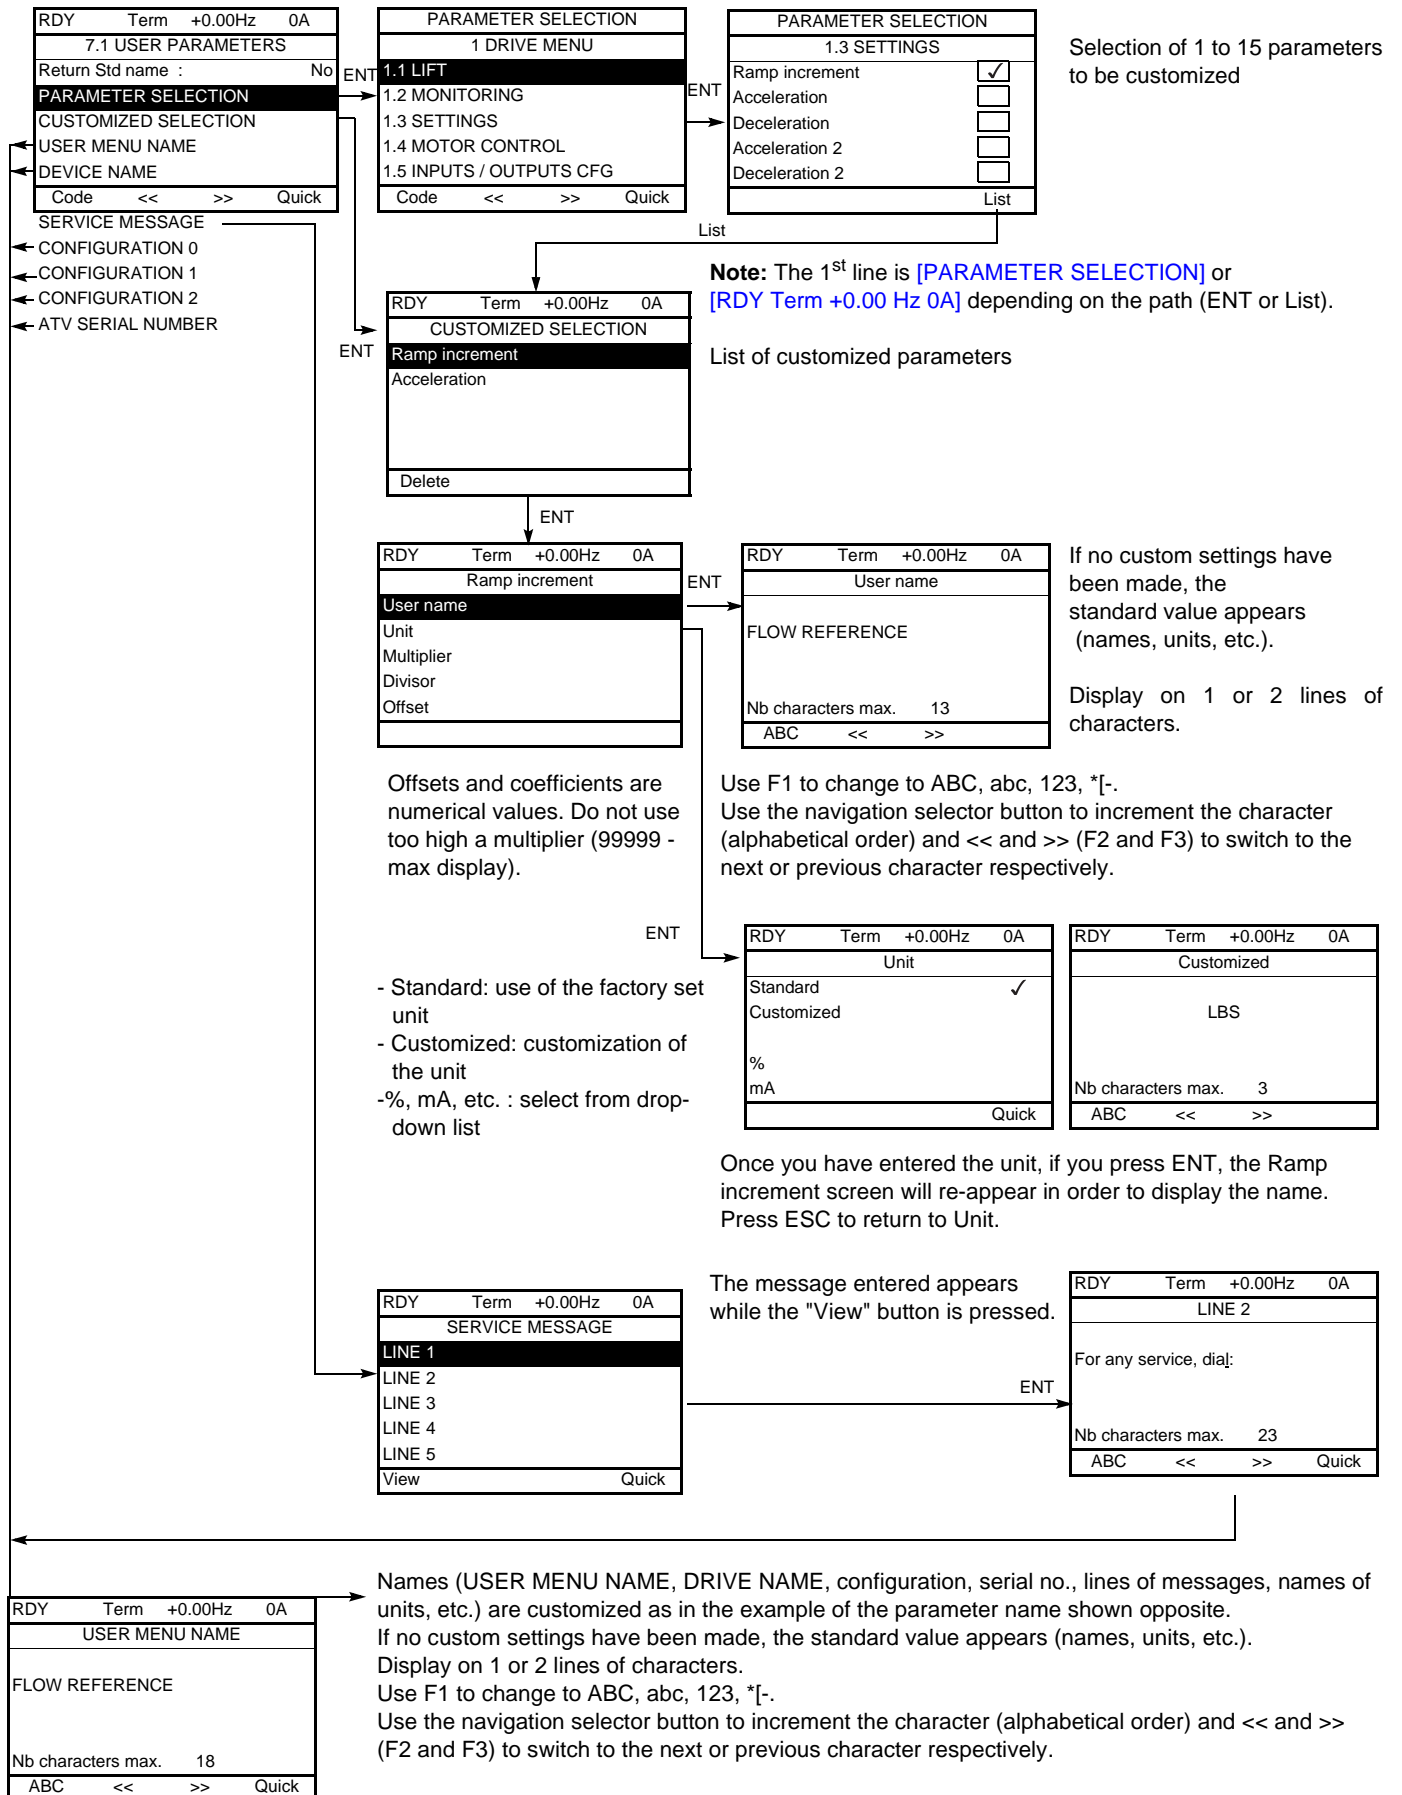 RDY Term +0.00Hz 0A
7.1 USER PARAMETERS
Return Std name : No
PARAMETER SELECTION
CUSTOMIZED SELECTION
USER MENU NAME
DEVICE NAME
Code << >> Quick
SERVICE MESSAGE
CONFIGURATION 0
CONFIGURATION 1
CONFIGURATION 2
ATV SERIAL NUMBER
ENT
PARAMETER SELECTION
1 DRIVE MENU
1.1 LIFT
1.2 MONITORING
1.3 SETTINGS
1.4 MOTOR CONTROL
1.5 INPUTS / OUTPUTS CFG
Code << >> Quick
ENT
PARAMETER SELECTION
1.3 SETTINGS
Ramp increment ✓
Acceleration
Deceleration
Acceleration 2
Deceleration 2
List
Selection of 1 to 15 parameters
to be customized
List
Note: The 1st line is [PARAMETER SELECTION] or
[RDY Term +0.00 Hz 0A] depending on the path (ENT or List).
ENT
RDY Term +0.00Hz 0A
CUSTOMIZED SELECTION
Ramp increment
Acceleration
Delete
List of customized parameters
ENT
RDY Term +0.00Hz 0A
Ramp increment
User name
Unit
Multiplier
Divisor
Offset
ENT
RDY Term +0.00Hz 0A
User name
FLOW REFERENCE
Nb characters max. 13
ABC << >>
If no custom settings have
been made, the
standard value appears
(names, units, etc.).
Display on 1 or 2 lines of
characters.
Offsets and coefficients are
numerical values. Do not use
too high a multiplier (99999 -
max display).
Use F1 to change to ABC, abc, 123, *[-.
Use the navigation selector button to increment the character
(alphabetical order) and << and >> (F2 and F3) to switch to the
next or previous character respectively.
ENT
- Standard: use of the factory set
unit
- Customized: customization of
the unit
-%, mA, etc. : select from drop-
down list
RDY Term +0.00Hz 0A
Unit
Standard ✓
Customized
%
mA
Quick
RDY Term +0.00Hz 0A
Customized
LBS
Nb characters max. 3
ABC << >>
Once you have entered the unit, if you press ENT, the Ramp
increment screen will re-appear in order to display the name.
Press ESC to return to Unit.
RDY Term +0.00Hz 0A
SERVICE MESSAGE
LINE 1
LINE 2
LINE 3
LINE 4
LINE 5
View Quick
The message entered appears
while the "View" button is pressed.
ENT
RDY Term +0.00Hz 0A
LINE 2
For any service, dial:
Nb characters max. 23
ABC << >> Quick
RDY Term +0.00Hz 0A
USER MENU NAME
FLOW REFERENCE
Nb characters max. 18
ABC << >> Quick
Names (USER MENU NAME, DRIVE NAME, configuration, serial no., lines of messages, names of
units, etc.) are customized as in the example of the parameter name shown opposite.
If no custom settings have been made, the standard value appears (names, units, etc.).
Display on 1 or 2 lines of characters.
Use F1 to change to ABC, abc, 123, *[-.
Use the navigation selector button to increment the character (alphabetical order) and << and >>
(F2 and F3) to switch to the next or previous character respectively.